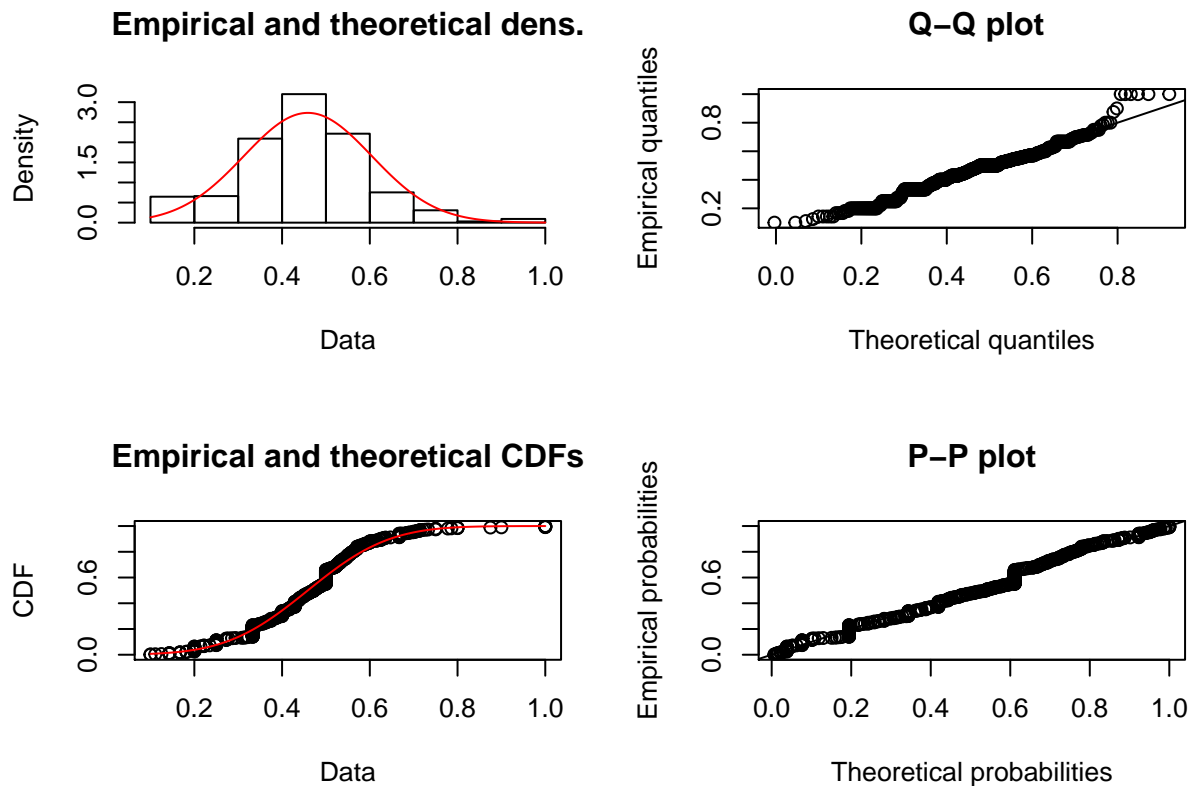 Empirical and theoretical dens.
Density
0.0 1.5 3.0
0.2 0.4 0.6 0.8 1.0
Data
Q−Q plot
Empirical quantiles
0.2 0.8
0.0 0.2 0.4 0.6 0.8
Theoretical quantiles
Empirical and theoretical CDFs
CDF
0.0 0.6
0.2 0.4 0.6 0.8 1.0
Data
P−P plot
Empirical probabilities
0.0 0.6
0.0 0.2 0.4 0.6 0.8 1.0
Theoretical probabilities